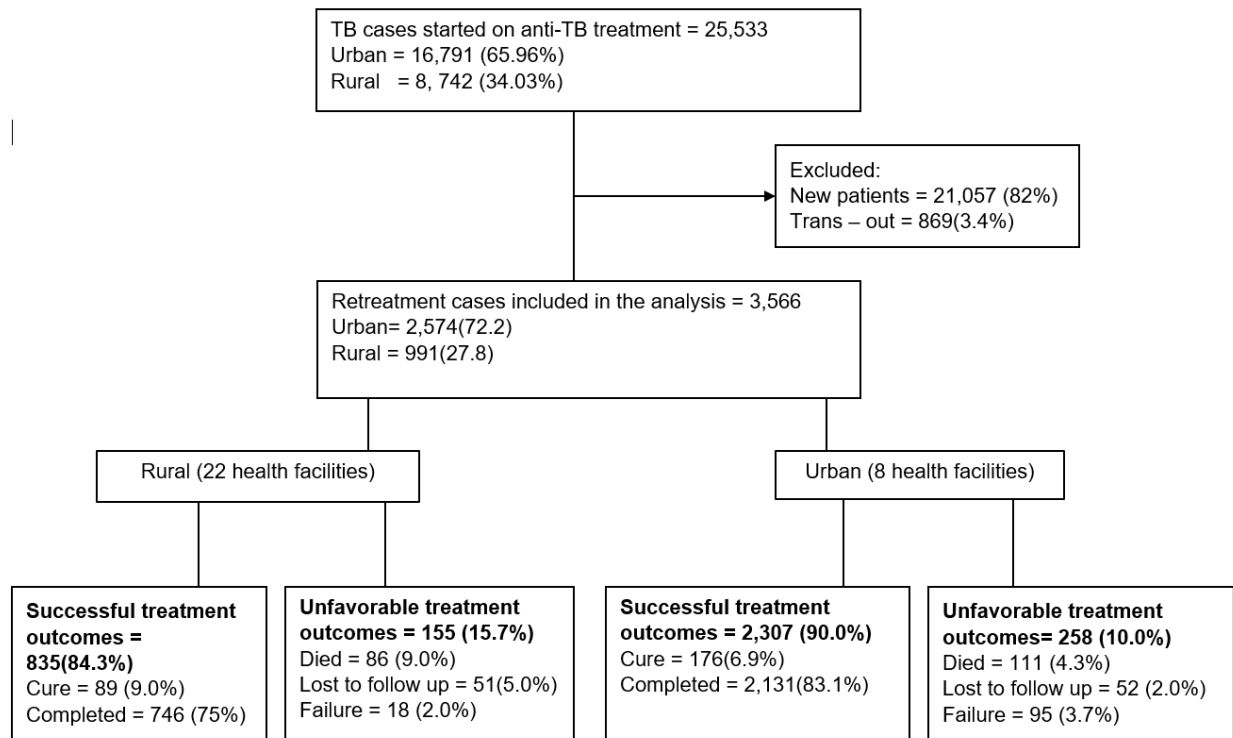 TB cases started on anti-TB treatment = 25,533
Urban = 16,791 (65.96%)
Rural = 8, 742 (34.03%)
Excluded:
New patients = 21,057 (82%)
Trans – out = 869(3.4%)
Retreatment cases included in the analysis = 3,566
Urban= 2,574(72.2)
Rural = 991(27.8)
Rural (22 health facilities)
Urban (8 health facilities)
Successful treatment
outcomes =
835(84.3%)
Cure = 89 (9.0%)
Completed = 746 (75%)
Unfavorable treatment
outcomes = 155 (15.7%)
Died = 86 (9.0%)
Lost to follow up = 51(5.0%)
Failure = 18 (2.0%)
Successful treatment
outcomes = 2,307 (90.0%)
Cure = 176(6.9%)
Completed = 2,131(83.1%)
Unfavorable treatment
outcomes= 258 (10.0%)
Died = 111 (4.3%)
Lost to follow up = 52 (2.0%)
Failure = 95 (3.7%)